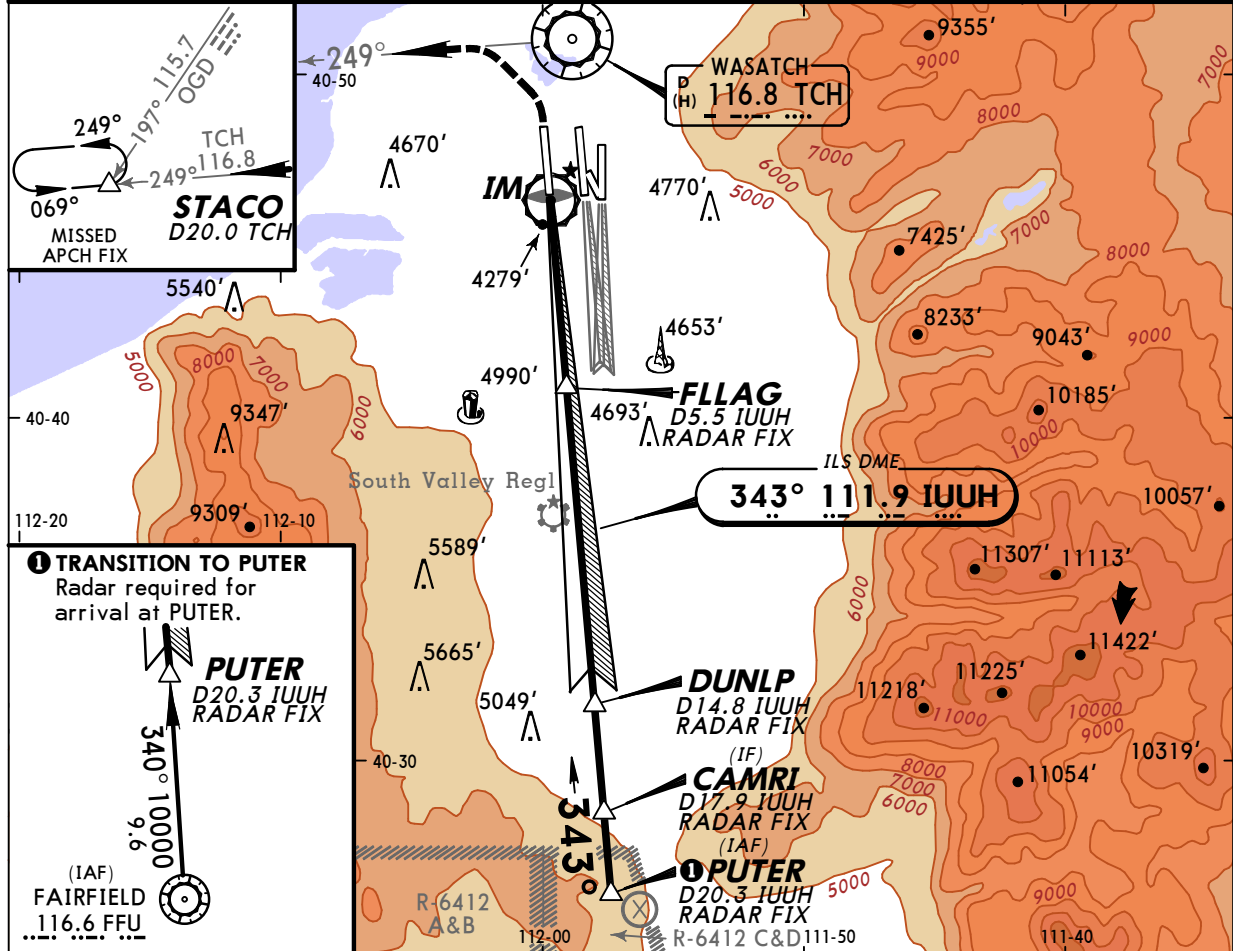 115.7
OGD
197°
249°
TCH
116.8
249°
069°
STACO
D20.0 TCH
MISSED
APCH FIX
249°
40-50
WASATCH
D
(H)
116.8 TCH
9355'
9000
7000
8000
7000
6000
5000
4670'
4770'
IM
4279'
7425'
7000
8000
5540'
5000
8000
7000
6000
9347'
9309'
4653'
8233'
9043'
9000
10185'
10000
4990'
FLLAG
D5.5 IUUH
RADAR FIX
4693'
40-40
South Valley Regl
ILS DME
343° 111.9 IUUH
10057'
112-20
112-10
5589'
11307'
11113'
6000
❶ TRANSITION TO PUTER
Radar required for
arrival at PUTER.
PUTER
D20.3 IUUH
RADAR FIX
340° 10000
9.6
(IAF)
FAIRFIELD
116.6 FFU
5665'
5049'
DUNLP
D14.8 IUUH
RADAR FIX
11422'
11225'
11218'
11000
10000
9000
40-30
(IF)
CAMRI
D17.9 IUUH
RADAR FIX
8000
7000
6000
11054'
10319'
343°
(IAF)
❶PUTER
D20.3 IUUH
RADAR FIX
5000
9000
R-6412
A&B
112-00
R-6412 C&D
111-50
111-40